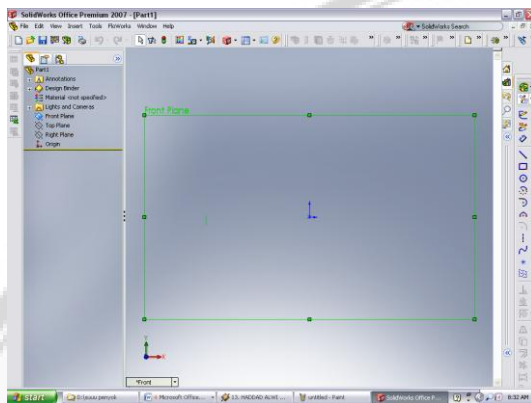 SolidWorks Office Premium 2007 - [Part1]
File Edit View Insert Tools FloWorks Window Help
SolidWorks Search
Part1
Annotations
Design Binder
Material <not specified>
Lights and Cameras
Front Plane
Top Plane
Right Plane
Origin
Front Plane
Y
X
*Front
start
4 Microsoft Office...
untitled - Paint
SolidWorks Office P...
8:32 AM